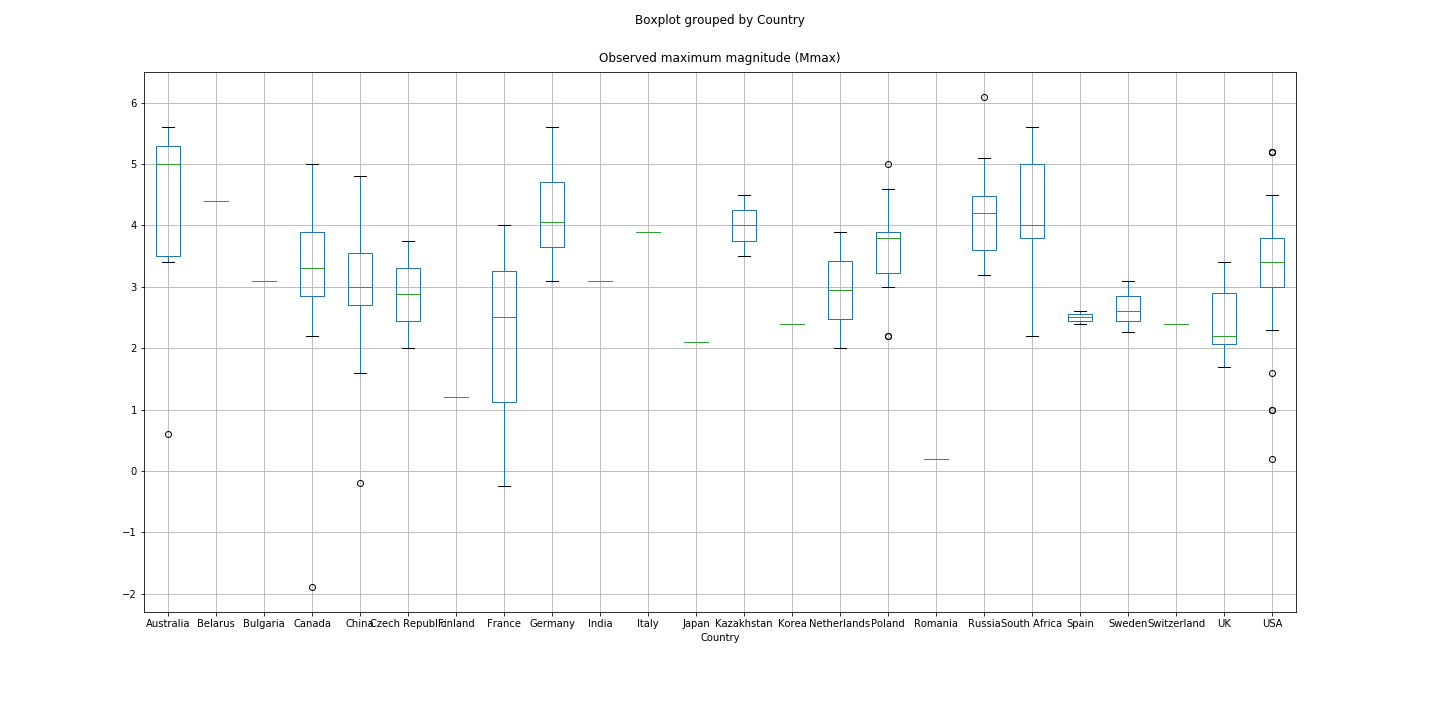 Boxplot grouped by Country
Observed maximum magnitude (Mmax)
6
5
4
3
2
1
0
−1
−2
Australia Belarus Bulgaria Canada China Czech Republic Finland France Germany India Italy Japan Kazakhstan Korea Netherlands Poland Romania Russia South Africa Spain Sweden Switzerland UK USA
Country